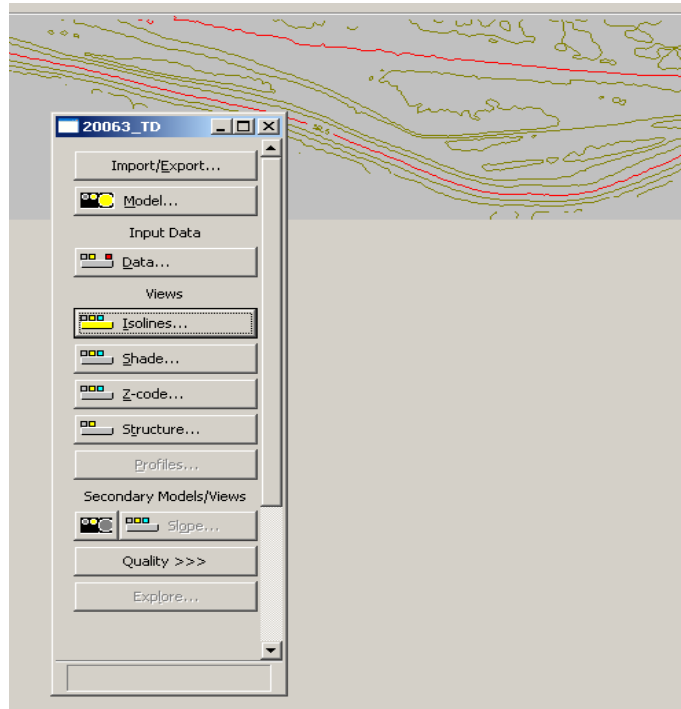 20063_TD
Import/Export...
Model...
Input Data
Data...
Views
Isolines...
Shade...
Z-code...
Structure...
Profiles...
Secondary Models/Views
Slope...
Quality >>>
Explore...